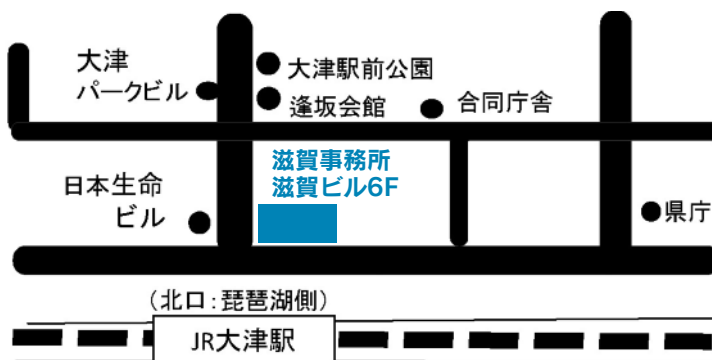 大津
パークビル
大津駅前公園
逢坂会館
合同庁舎
滋賀事務所
滋賀ビル6F
日本生命
ビル
県庁
（北口：琵琶湖側）
JR大津駅